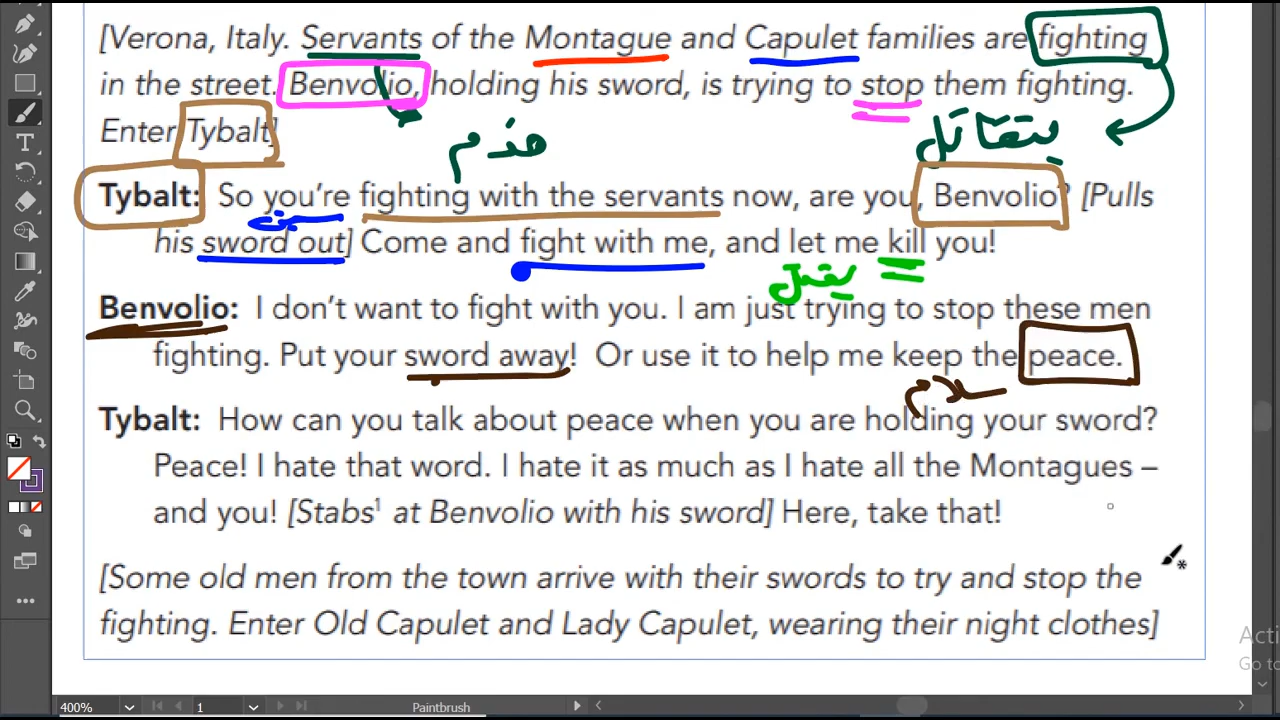 [Verona, Italy. Servants of the Montague and Capulet families are fighting
in the street. Benvolio, holding his sword, is trying to stop them fighting.
Enter Tybalt]
خدم
يتقاتل
Tybalt: So you're fighting with the servants now, are you, Benvolio? [Pulls
his sword out] Come and fight with me, and let me kill you!
يقتل
Benvolio: I don't want to fight with you. I am just trying to stop these men
fighting. Put your sword away! Or use it to help me keep the peace.
سلام
Tybalt: How can you talk about peace when you are holding your sword?
Peace! I hate that word. I hate it as much as I hate all the Montagues –
and you! [Stabs¹ at Benvolio with his sword] Here, take that!
[Some old men from the town arrive with their swords to try and stop the
fighting. Enter Old Capulet and Lady Capulet, wearing their night clothes]
Acti
Go to
400%
1
Paintbrush